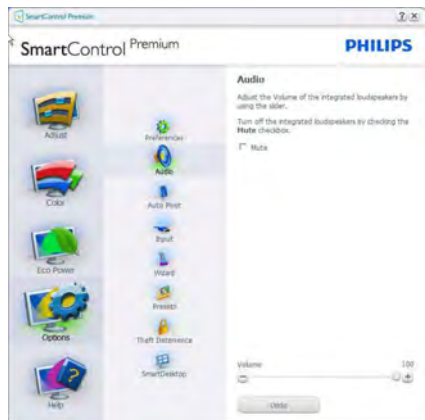 SmartControl Premium
SmartControl Premium
PHILIPS
Adjust
Color
Eco Power
Options
Help
Preferences
Audio
Auto Pivot
Input
Wizard
Presets
Theft Deterrence
SmartDesktop
Audio
Adjust the Volume of the integrated loudspeakers by
using the slider.
Turn off the integrated loudspeakers by checking the
Mute checkbox.
Mute
Volume 100
Undo